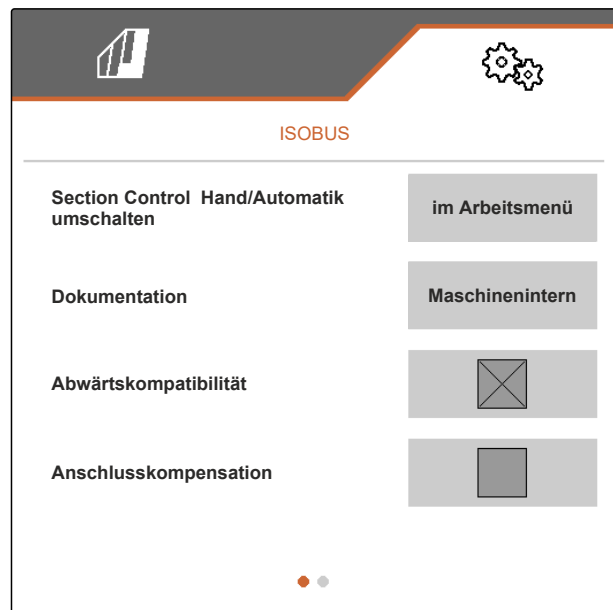 ISOBUS
Section Control Hand/Automatik
umschalten
im Arbeitsmenü
Dokumentation
Maschinenintern
Abwärtskompatibilität
Anschlusskompensation